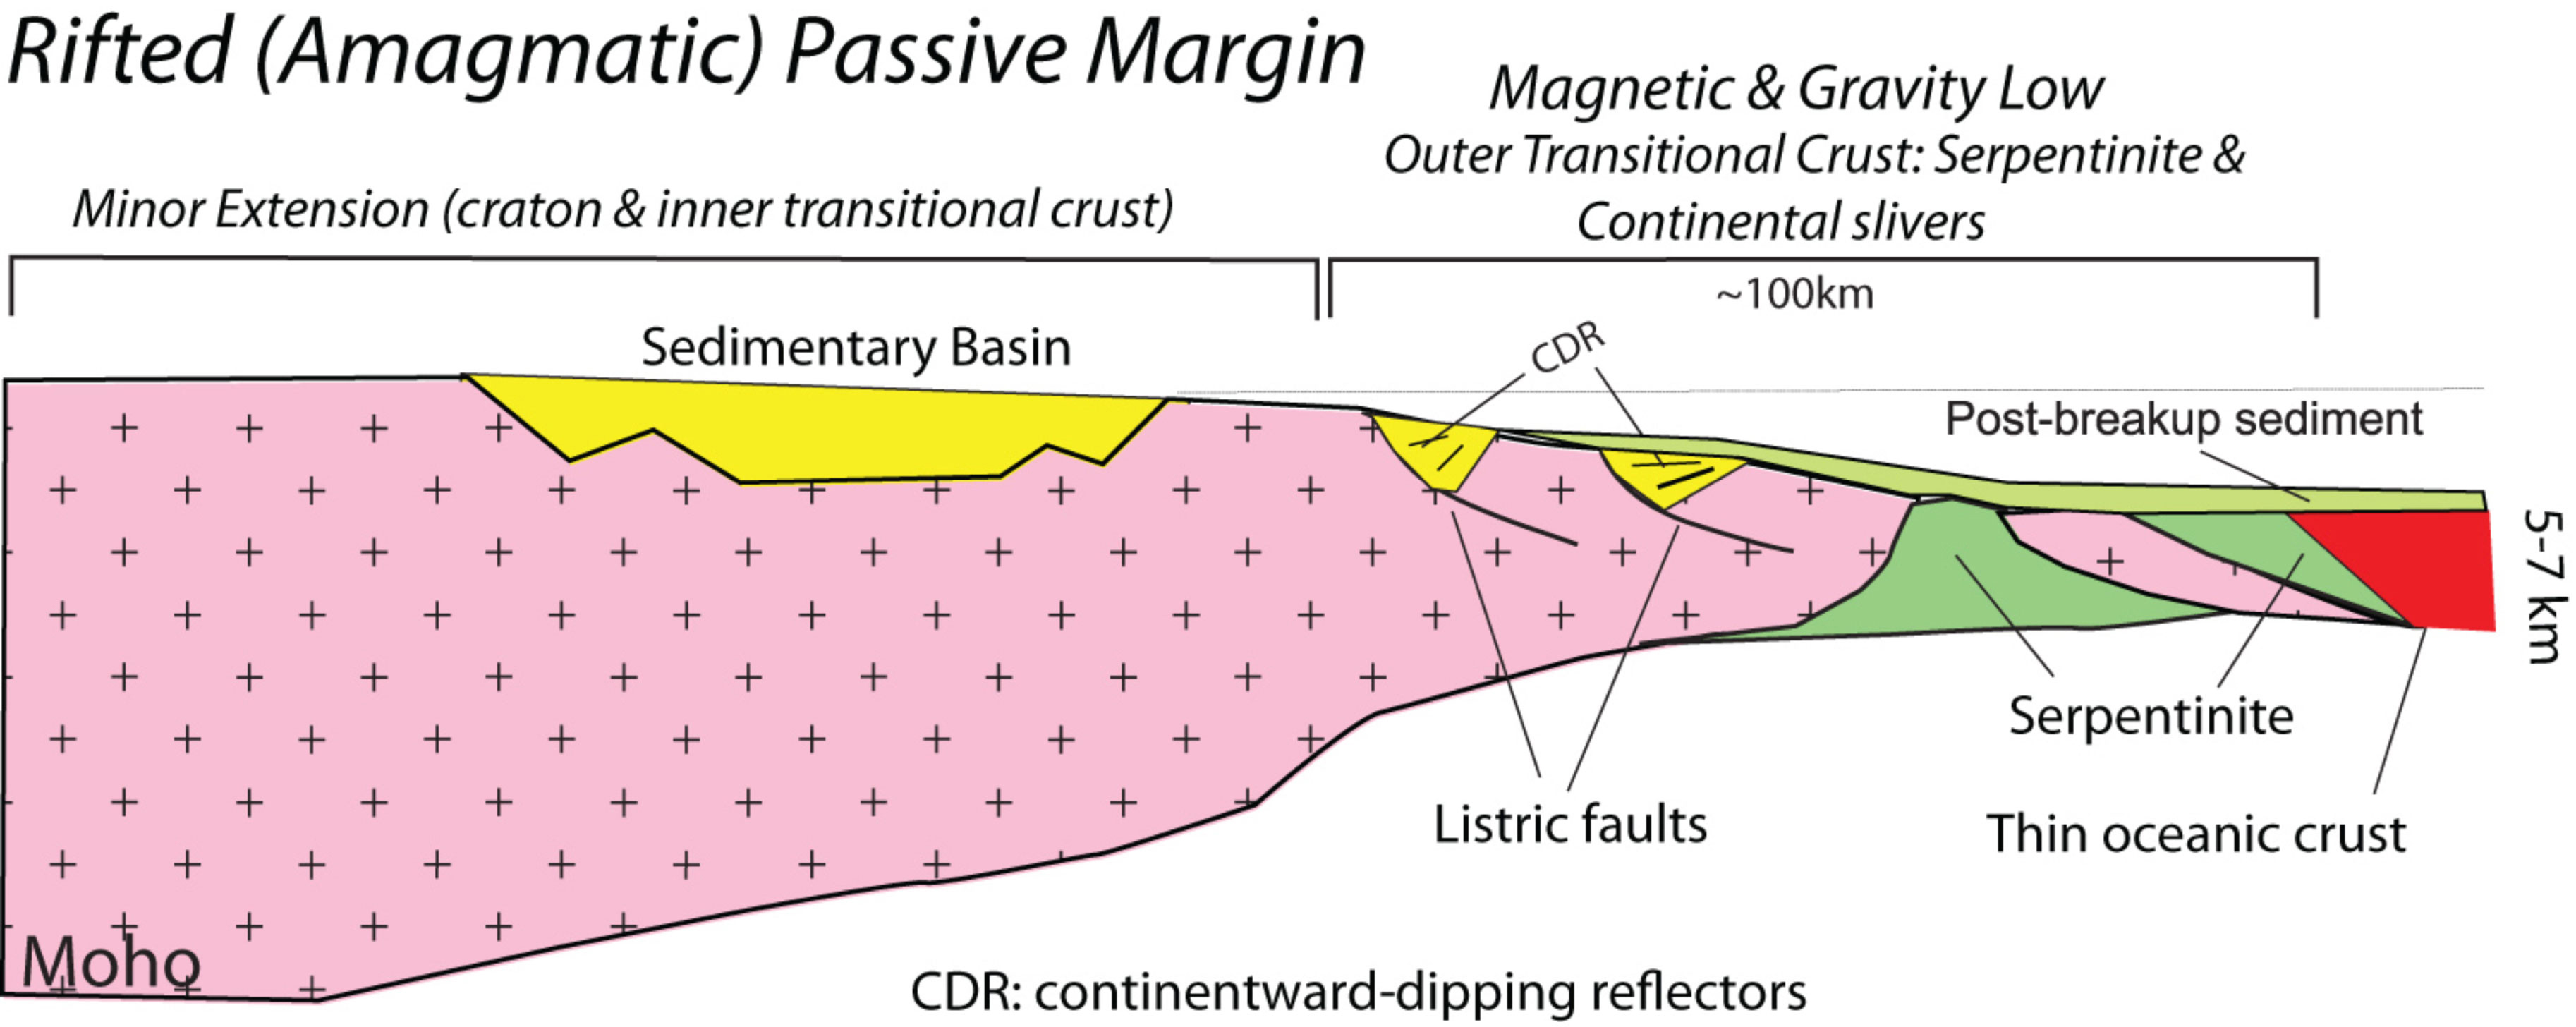 Rifted (Amagmatic) Passive Margin
Magnetic & Gravity Low
Outer Transitional Crust: Serpentinite &
Continental slivers
Minor Extension (craton & inner transitional crust)
~100km
Sedimentary Basin
CDR
Post-breakup sediment
5-7 km
Serpentinite
Listric faults
Thin oceanic crust
Moho
CDR: continentward-dipping reflectors